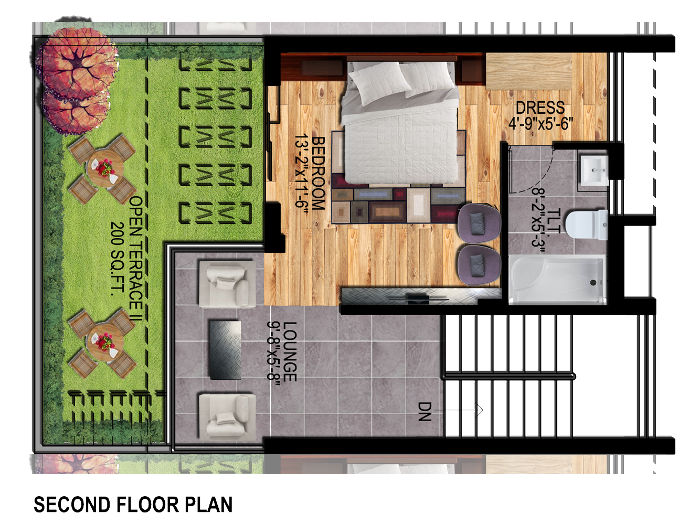 DRESS
4'-9"x5'-6"
BEDROOM
13'-2"x11'-6"
TLT.
8'-2"x5'-3"
OPEN TERRACE II
200 SQ.FT.
LOUNGE
9'-8"x5'-8"
DN
SECOND FLOOR PLAN